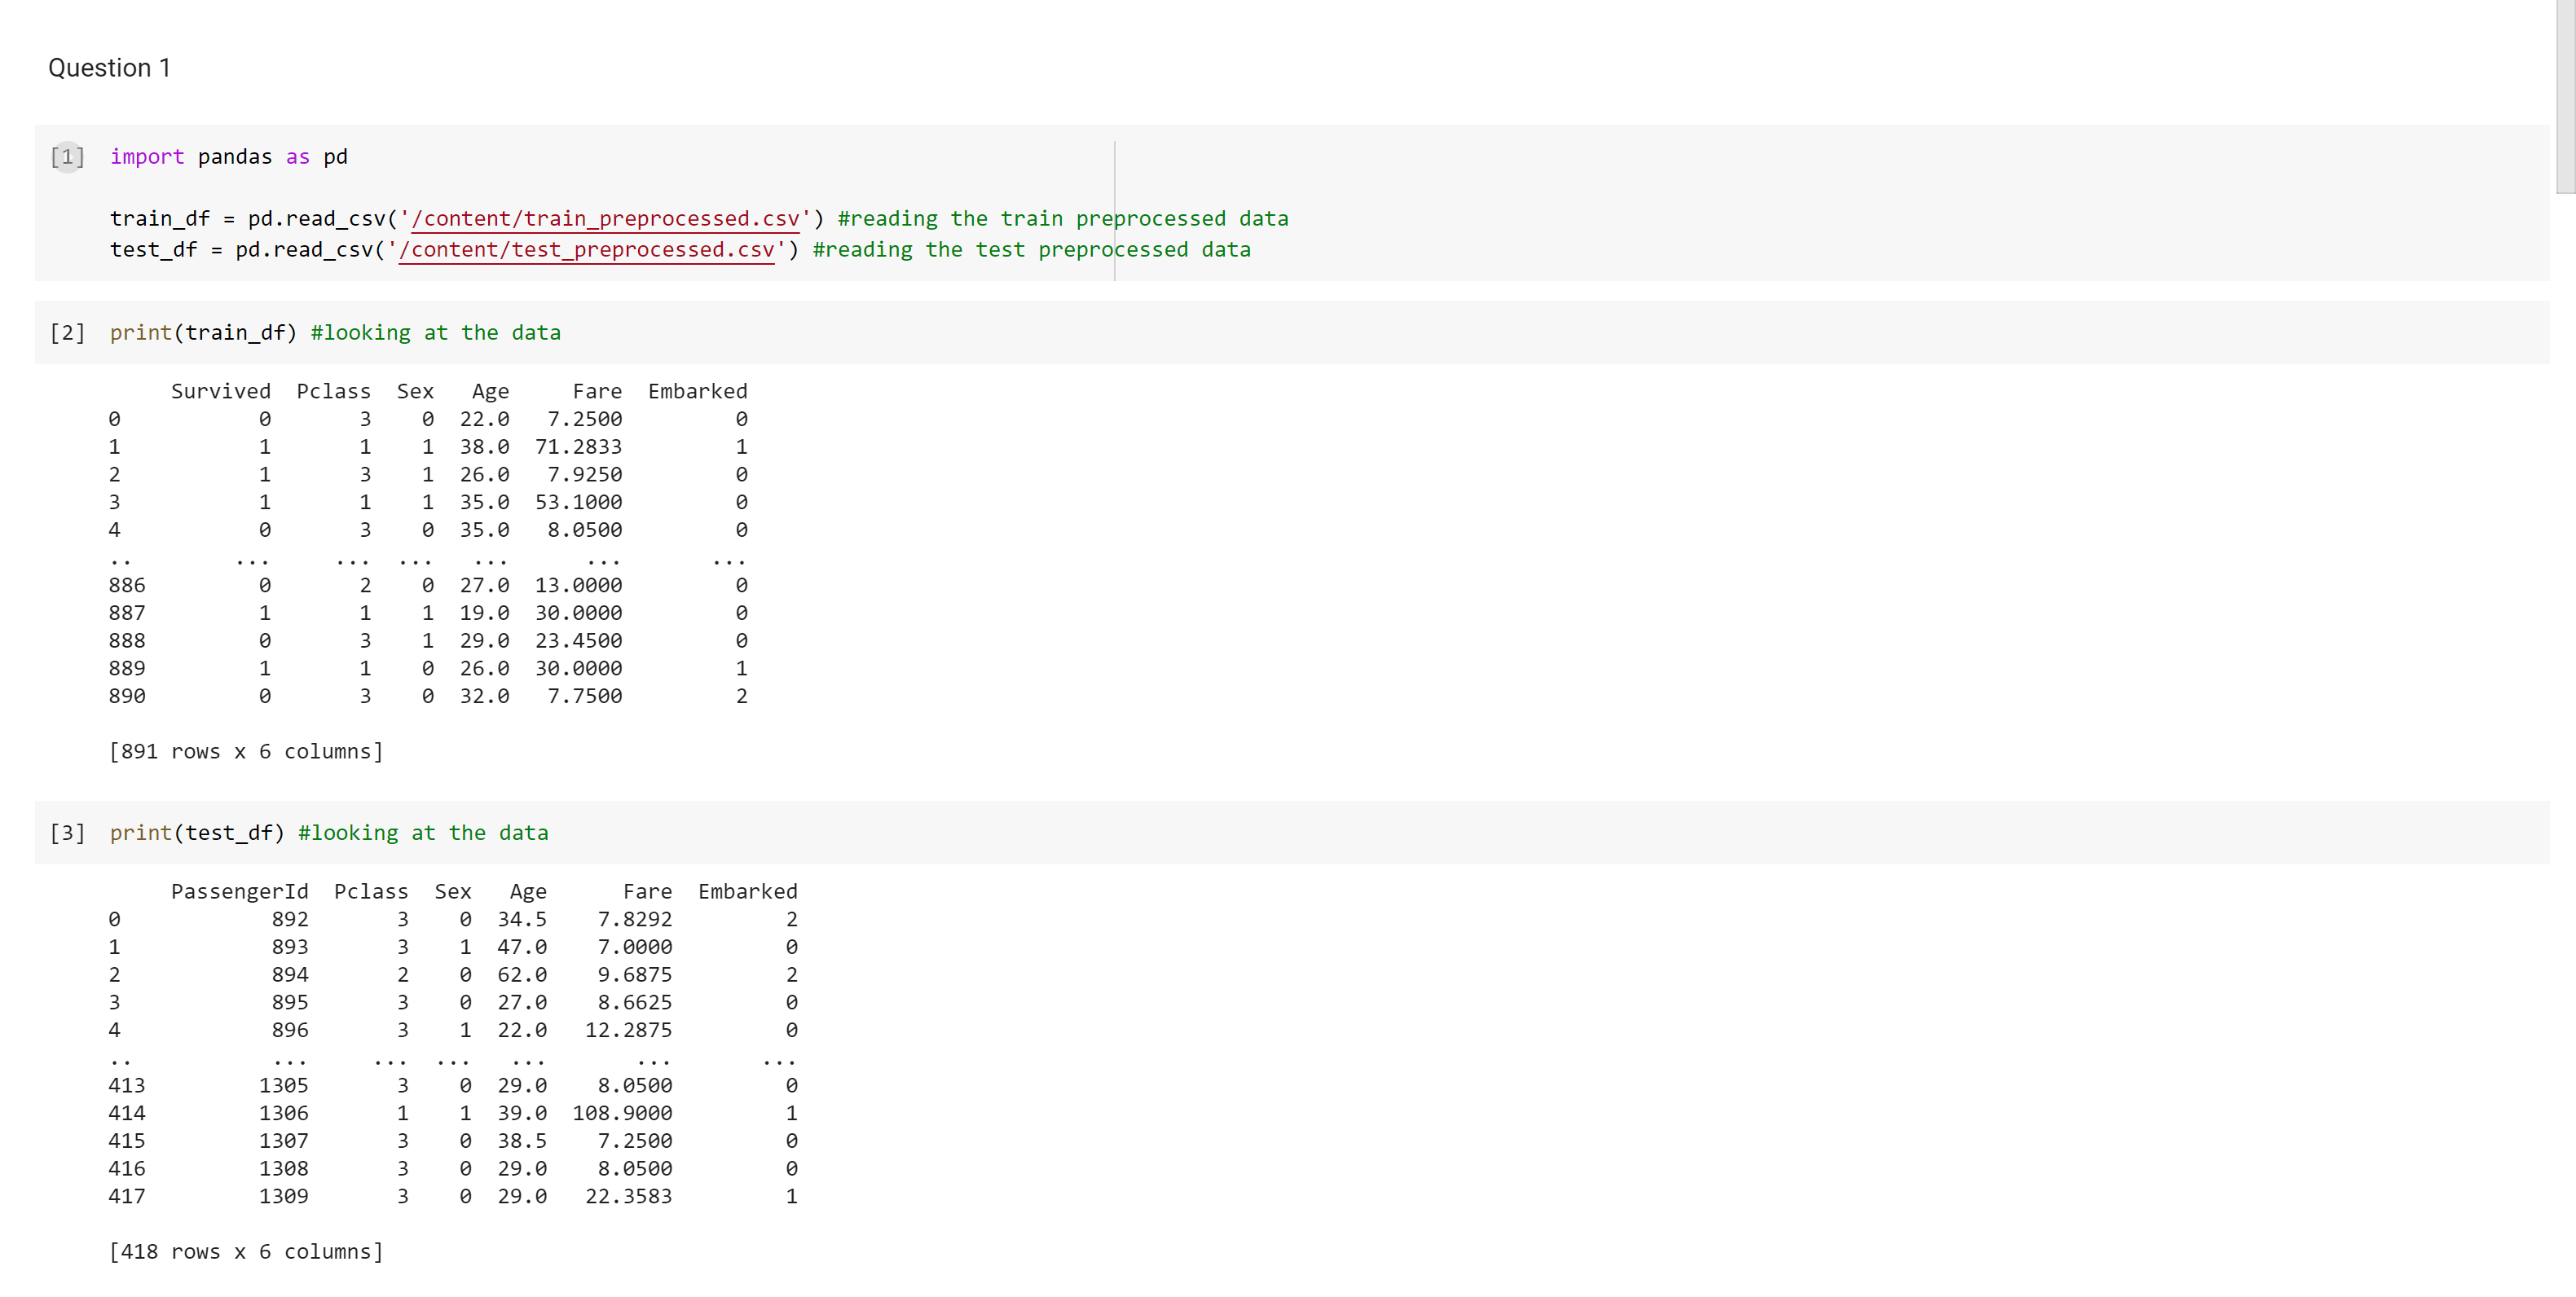 Question 1
[1] import pandas as pd
train_df = pd.read_csv('/content/train_preprocessed.csv') #reading the train preprocessed data
test_df = pd.read_csv('/content/test_preprocessed.csv') #reading the test preprocessed data
[2] print(train_df) #looking at the data
Survived Pclass Sex Age Fare Embarked
0 0 3 0 22.0 7.2500 0
1 1 1 1 38.0 71.2833 1
2 1 3 1 26.0 7.9250 0
3 1 1 1 35.0 53.1000 0
4 0 3 0 35.0 8.0500 0
.. ... ... ... ... ... ...
886 0 2 0 27.0 13.0000 0
887 1 1 1 19.0 30.0000 0
888 0 3 1 29.0 23.4500 0
889 1 1 0 26.0 30.0000 1
890 0 3 0 32.0 7.7500 2
[891 rows x 6 columns]
[3] print(test_df) #looking at the data
PassengerId Pclass Sex Age Fare Embarked
0 892 3 0 34.5 7.8292 2
1 893 3 1 47.0 7.0000 0
2 894 2 0 62.0 9.6875 2
3 895 3 0 27.0 8.6625 0
4 896 3 1 22.0 12.2875 0
.. ... ... ... ... ... ...
413 1305 3 0 29.0 8.0500 0
414 1306 1 1 39.0 108.9000 1
415 1307 3 0 38.5 7.2500 0
416 1308 3 0 29.0 8.0500 0
417 1309 3 0 29.0 22.3583 1
[418 rows x 6 columns]